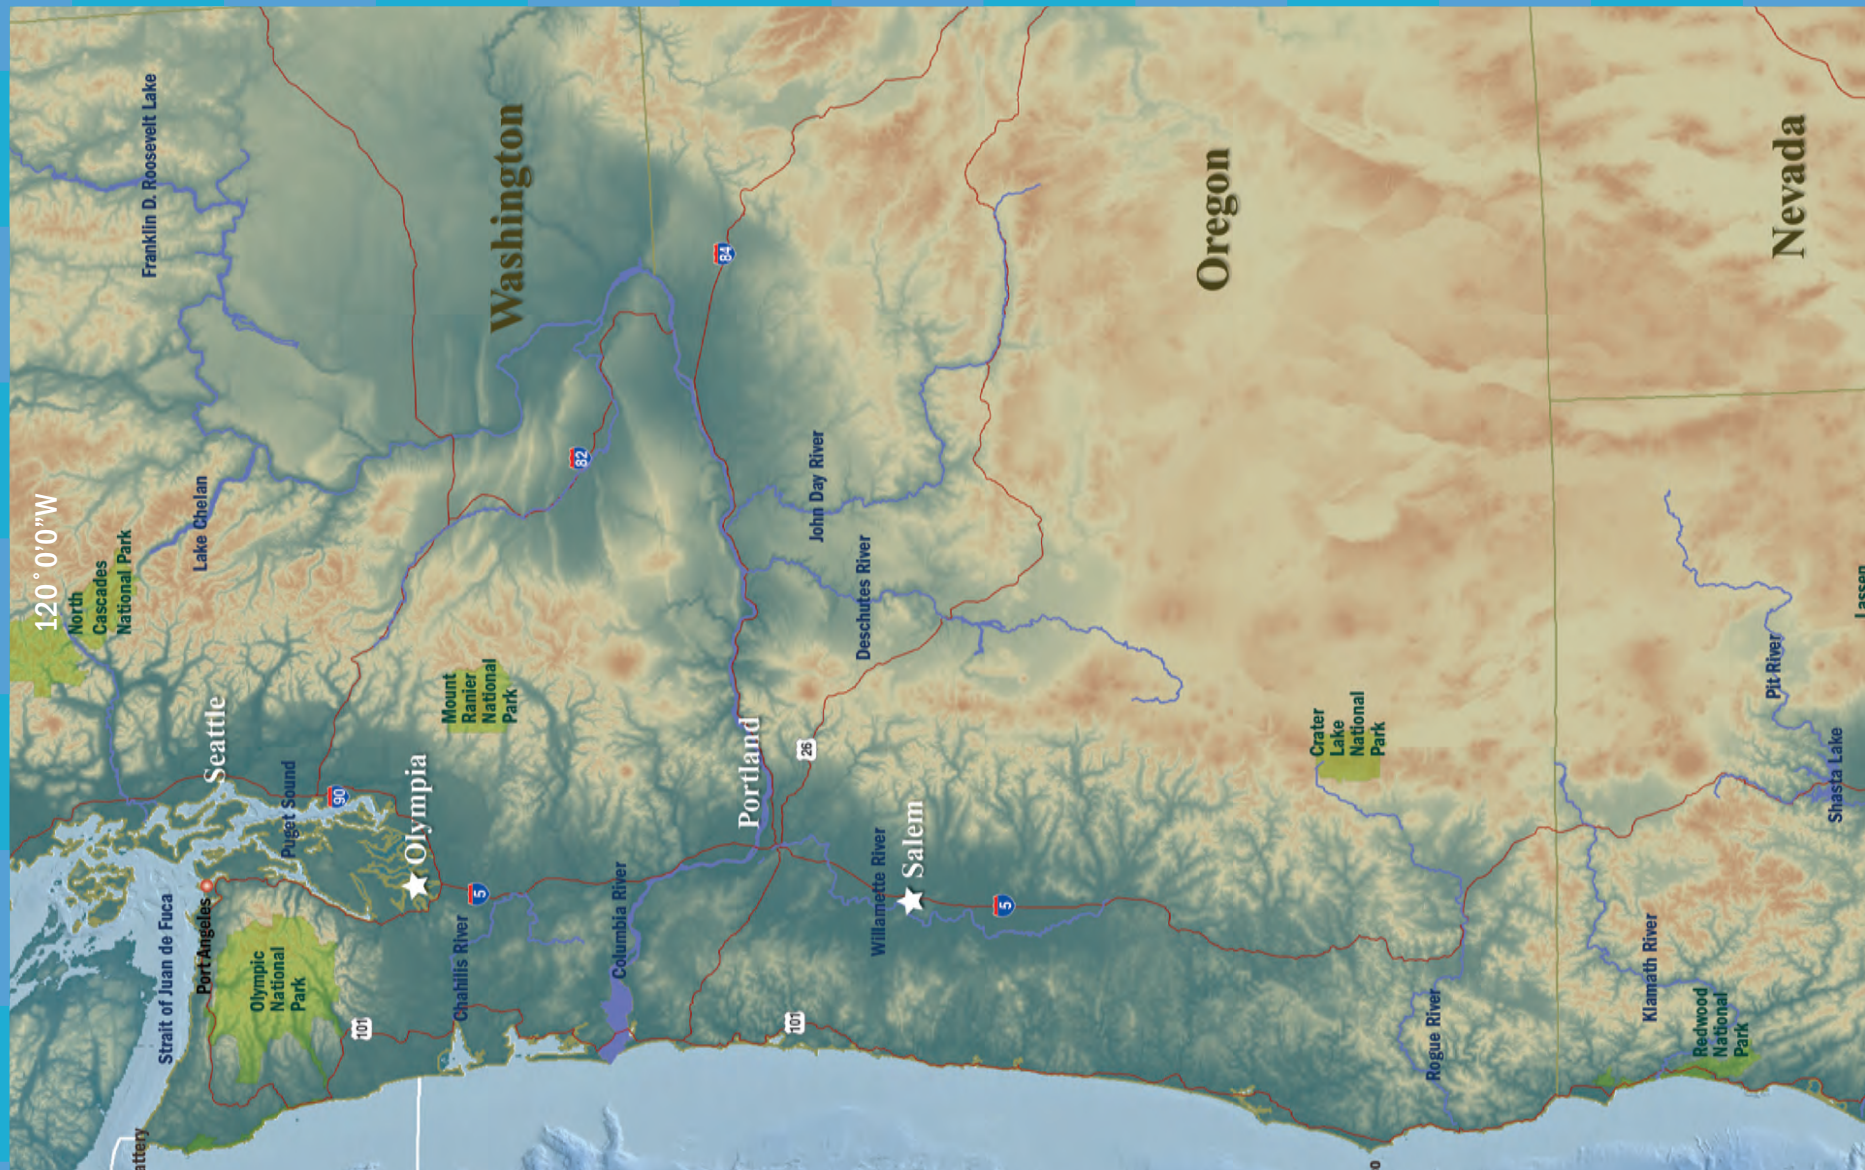 120°0'0"W
North
Cascades
National Park
Franklin D. Roosevelt Lake
Lake Chelan
Seattle
Puget Sound
Strait of Juan de Fuca
Port Angeles
Olympic
National
Park
90
Olympia
Mount
Ranier
National
Park
Washington
82
5
101
Chahilis River
Columbia River
84
Portland
26
101
John Day River
Deschutes River
Willamette River
Salem
5
Oregon
Crater
Lake
National
Park
Rogue River
Klamath River
Redwood
National
Park
Pit River
Shasta Lake
Nevada
Lassen
attery
o